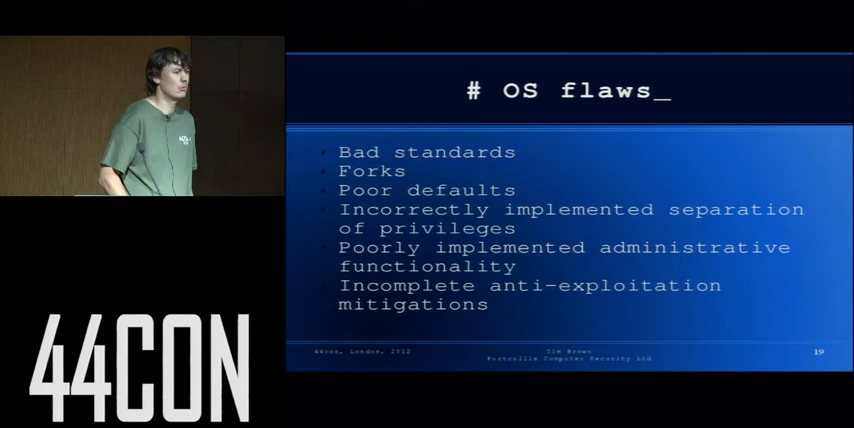 # OS flaws_
Bad standards
Forks
Poor defaults
Incorrectly implemented separation
of privileges
Poorly implemented administrative
functionality
Incomplete anti-exploitation
mitigations
44con, London, 2012
Tim Brown
Portcullis Computer Security Ltd
19
44CON